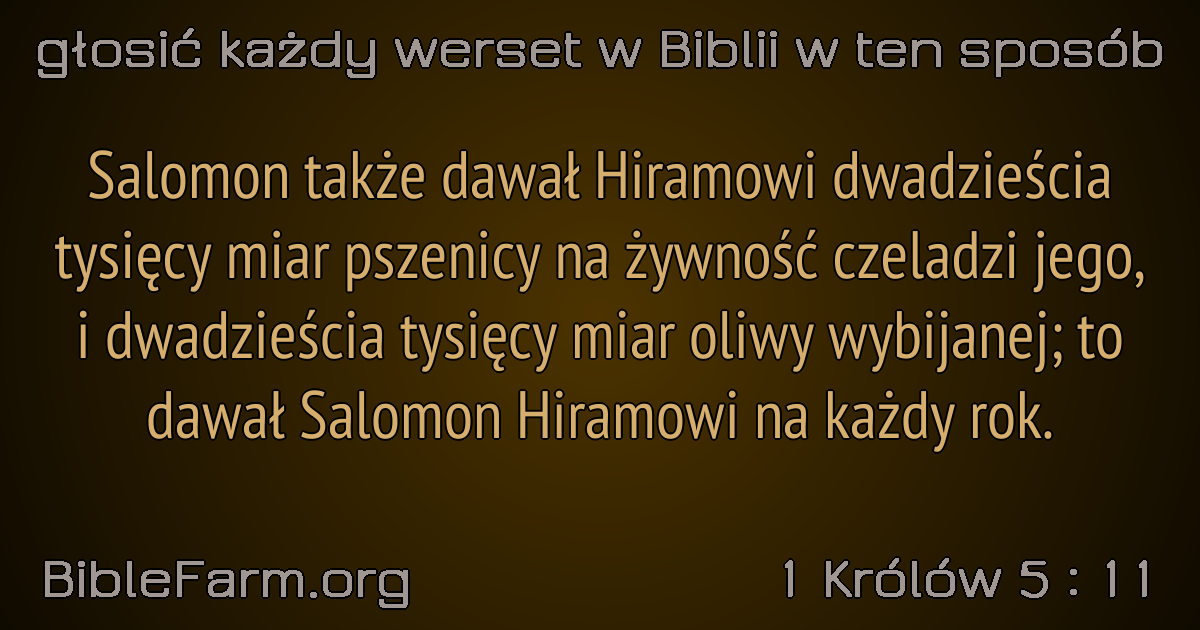 głosić każdy werset w Biblii w ten sposób
Salomon także dawał Hiramowi dwadzieścia
tysięcy miar pszenicy na żywność czeladzi jego,
i dwadzieścia tysięcy miar oliwy wybijanej; to
dawał Salomon Hiramowi na każdy rok.
BibleFarm.org
1 Królów 5 : 11